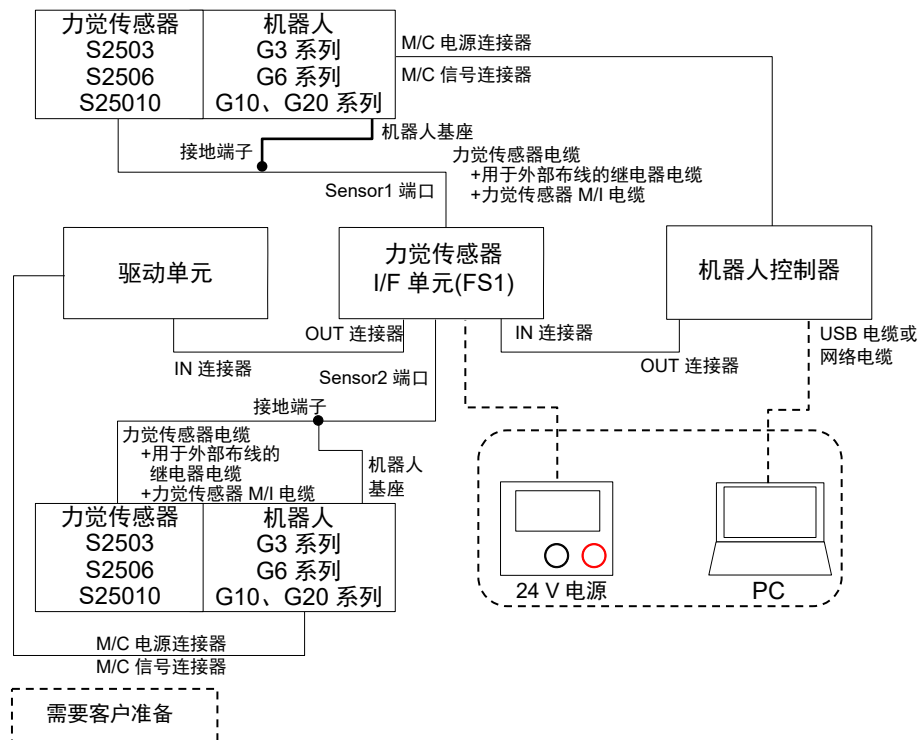 力觉传感器
S2503
S2506
S25010
机器人
G3 系列
G6 系列
G10、G20 系列
M/C 电源连接器
M/C 信号连接器
机器人基座
接地端子
力觉传感器电缆
+用于外部布线的继电器电缆
+力觉传感器 M/I 电缆
Sensor1 端口
驱动单元
力觉传感器
I/F 单元(FS1)
机器人控制器
OUT 连接器
IN 连接器
USB 电缆或
网络电缆
IN 连接器
OUT 连接器
Sensor2 端口
接地端子
力觉传感器电缆
+用于外部布线的
继电器电缆
+力觉传感器 M/I 电缆
机器人
基座
力觉传感器
S2503
S2506
S25010
机器人
G3 系列
G6 系列
G10、G20 系列
24 V 电源
PC
M/C 电源连接器
M/C 信号连接器
需要客户准备